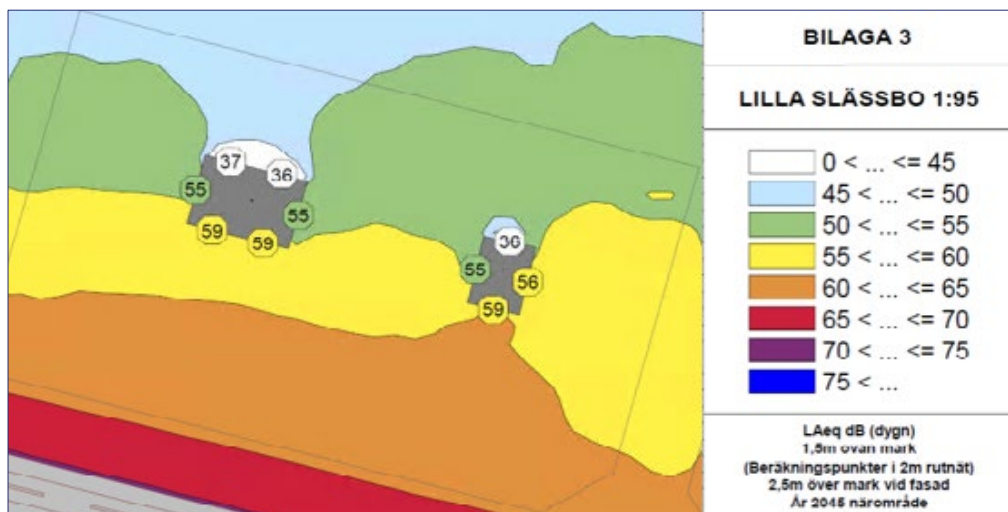 BILAGA 3
LILLA SLÄSSBO 1:95
0 < ... <= 45
45 < ... <= 50
50 < ... <= 55
55 < ... <= 60
60 < ... <= 65
65 < ... <= 70
70 < ... <= 75
75 < ...
LAeq dB (dygn)
1,5m ovan mark
(Beräkningspunkter i 2m rutnät)
2,5m över mark vid fasad
År 2045 närområde
37
36
55
55
59
59
36
55
56
59